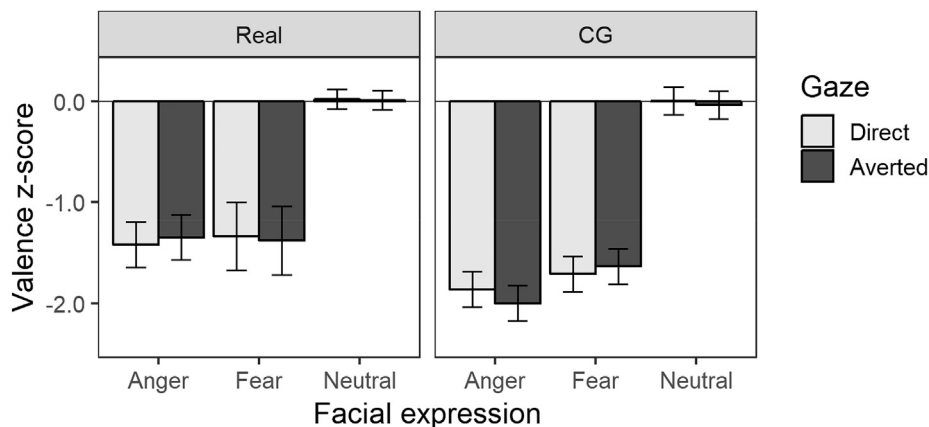 Real
CG
Valence z-score
0.0
-1.0
-2.0
Anger
Fear
Neutral
Anger
Fear
Neutral
Facial expression
Gaze
Direct
Averted